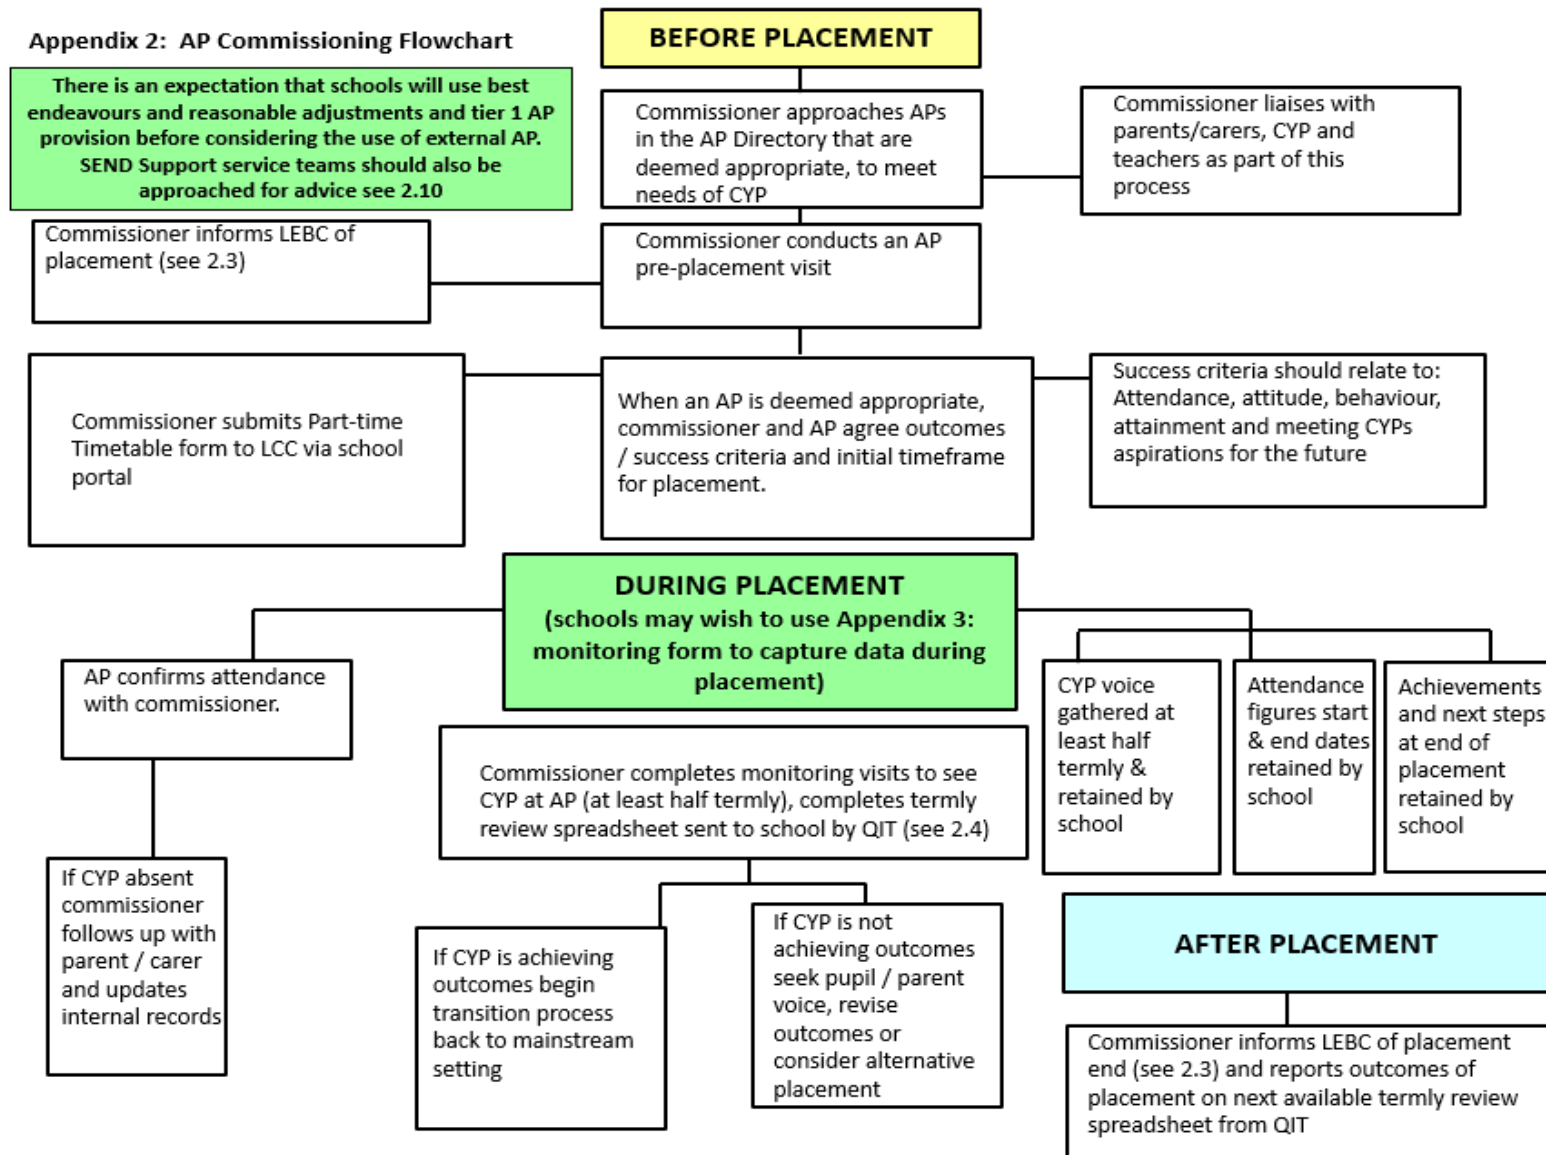 Appendix 2: AP Commissioning Flowchart
BEFORE PLACEMENT
There is an expectation that schools will use best
endeavours and reasonable adjustments and tier 1 AP
provision before considering the use of external AP.
SEND Support service teams should also be
approached for advice see 2.10
Commissioner approaches APs
in the AP Directory that are
deemed appropriate, to meet
needs of CYP
Commissioner liaises with
parents/carers, CYP and
teachers as part of this
process
Commissioner informs LEBC of
placement (see 2.3)
Commissioner conducts an AP
pre-placement visit
Commissioner submits Part-time
Timetable form to LCC via school
portal
When an AP is deemed appropriate,
commissioner and AP agree outcomes
/ success criteria and initial timeframe
for placement.
Success criteria should relate to:
Attendance, attitude, behaviour,
attainment and meeting CYPs
aspirations for the future
DURING PLACEMENT
(schools may wish to use Appendix 3:
monitoring form to capture data during
placement)
AP confirms attendance
with commissioner.
CYP voice
gathered at
least half
termly &
retained by
school
Attendance
figures start
& end dates
retained by
school
Achievements
and next steps
at end of
placement
retained by
school
Commissioner completes monitoring visits to see
CYP at AP (at least half termly), completes termly
review spreadsheet sent to school by QIT (see 2.4)
If CYP absent
commissioner
follows up with
parent / carer
and updates
internal records
If CYP is achieving
outcomes begin
transition process
back to mainstream
setting
If CYP is not
achieving outcomes
seek pupil / parent
voice, revise
outcomes or
consider alternative
placement
AFTER PLACEMENT
Commissioner informs LEBC of placement
end (see 2.3) and reports outcomes of
placement on next available termly review
spreadsheet from QIT